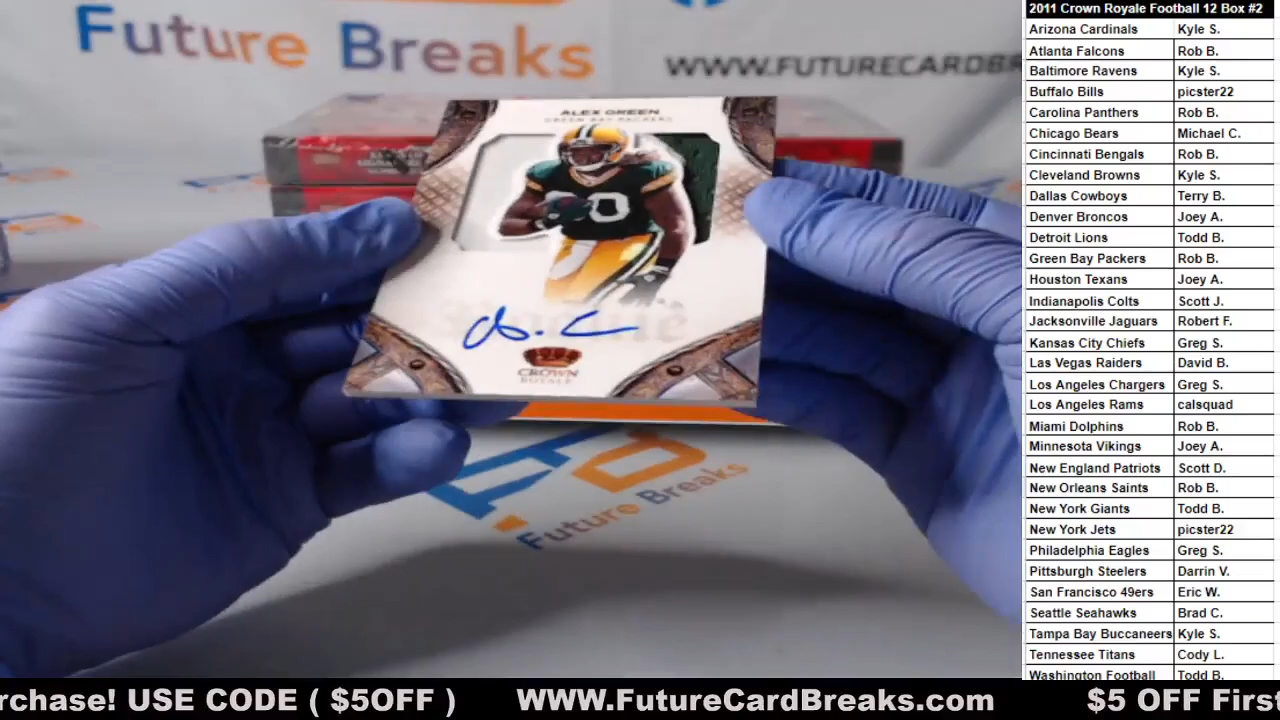 Future Breaks
WWW.FUTURECARDBR
ALEX GREEN
GREEN BAY PACKERS
CROWN
ROYALE
Future Breaks
2011 Crown Royale Football 12 Box #2
Arizona Cardinals Kyle S.
Atlanta Falcons Rob B.
Baltimore Ravens Kyle S.
Buffalo Bills picster22
Carolina Panthers Rob B.
Chicago Bears Michael C.
Cincinnati Bengals Rob B.
Cleveland Browns Kyle S.
Dallas Cowboys Terry B.
Denver Broncos Joey A.
Detroit Lions Todd B.
Green Bay Packers Rob B.
Houston Texans Joey A.
Indianapolis Colts Scott J.
Jacksonville Jaguars Robert F.
Kansas City Chiefs Greg S.
Las Vegas Raiders David B.
Los Angeles Chargers Greg S.
Los Angeles Rams calsquad
Miami Dolphins Rob B.
Minnesota Vikings Joey A.
New England Patriots Scott D.
New Orleans Saints Rob B.
New York Giants Todd B.
New York Jets picster22
Philadelphia Eagles Greg S.
Pittsburgh Steelers Darrin V.
San Francisco 49ers Eric W.
Seattle Seahawks Brad C.
Tampa Bay Buccaneers Kyle S.
Tennessee Titans Cody L.
Washington Football Todd B.
rchase! USE CODE ( $5OFF ) WWW.FutureCardBreaks.com $5 OFF First